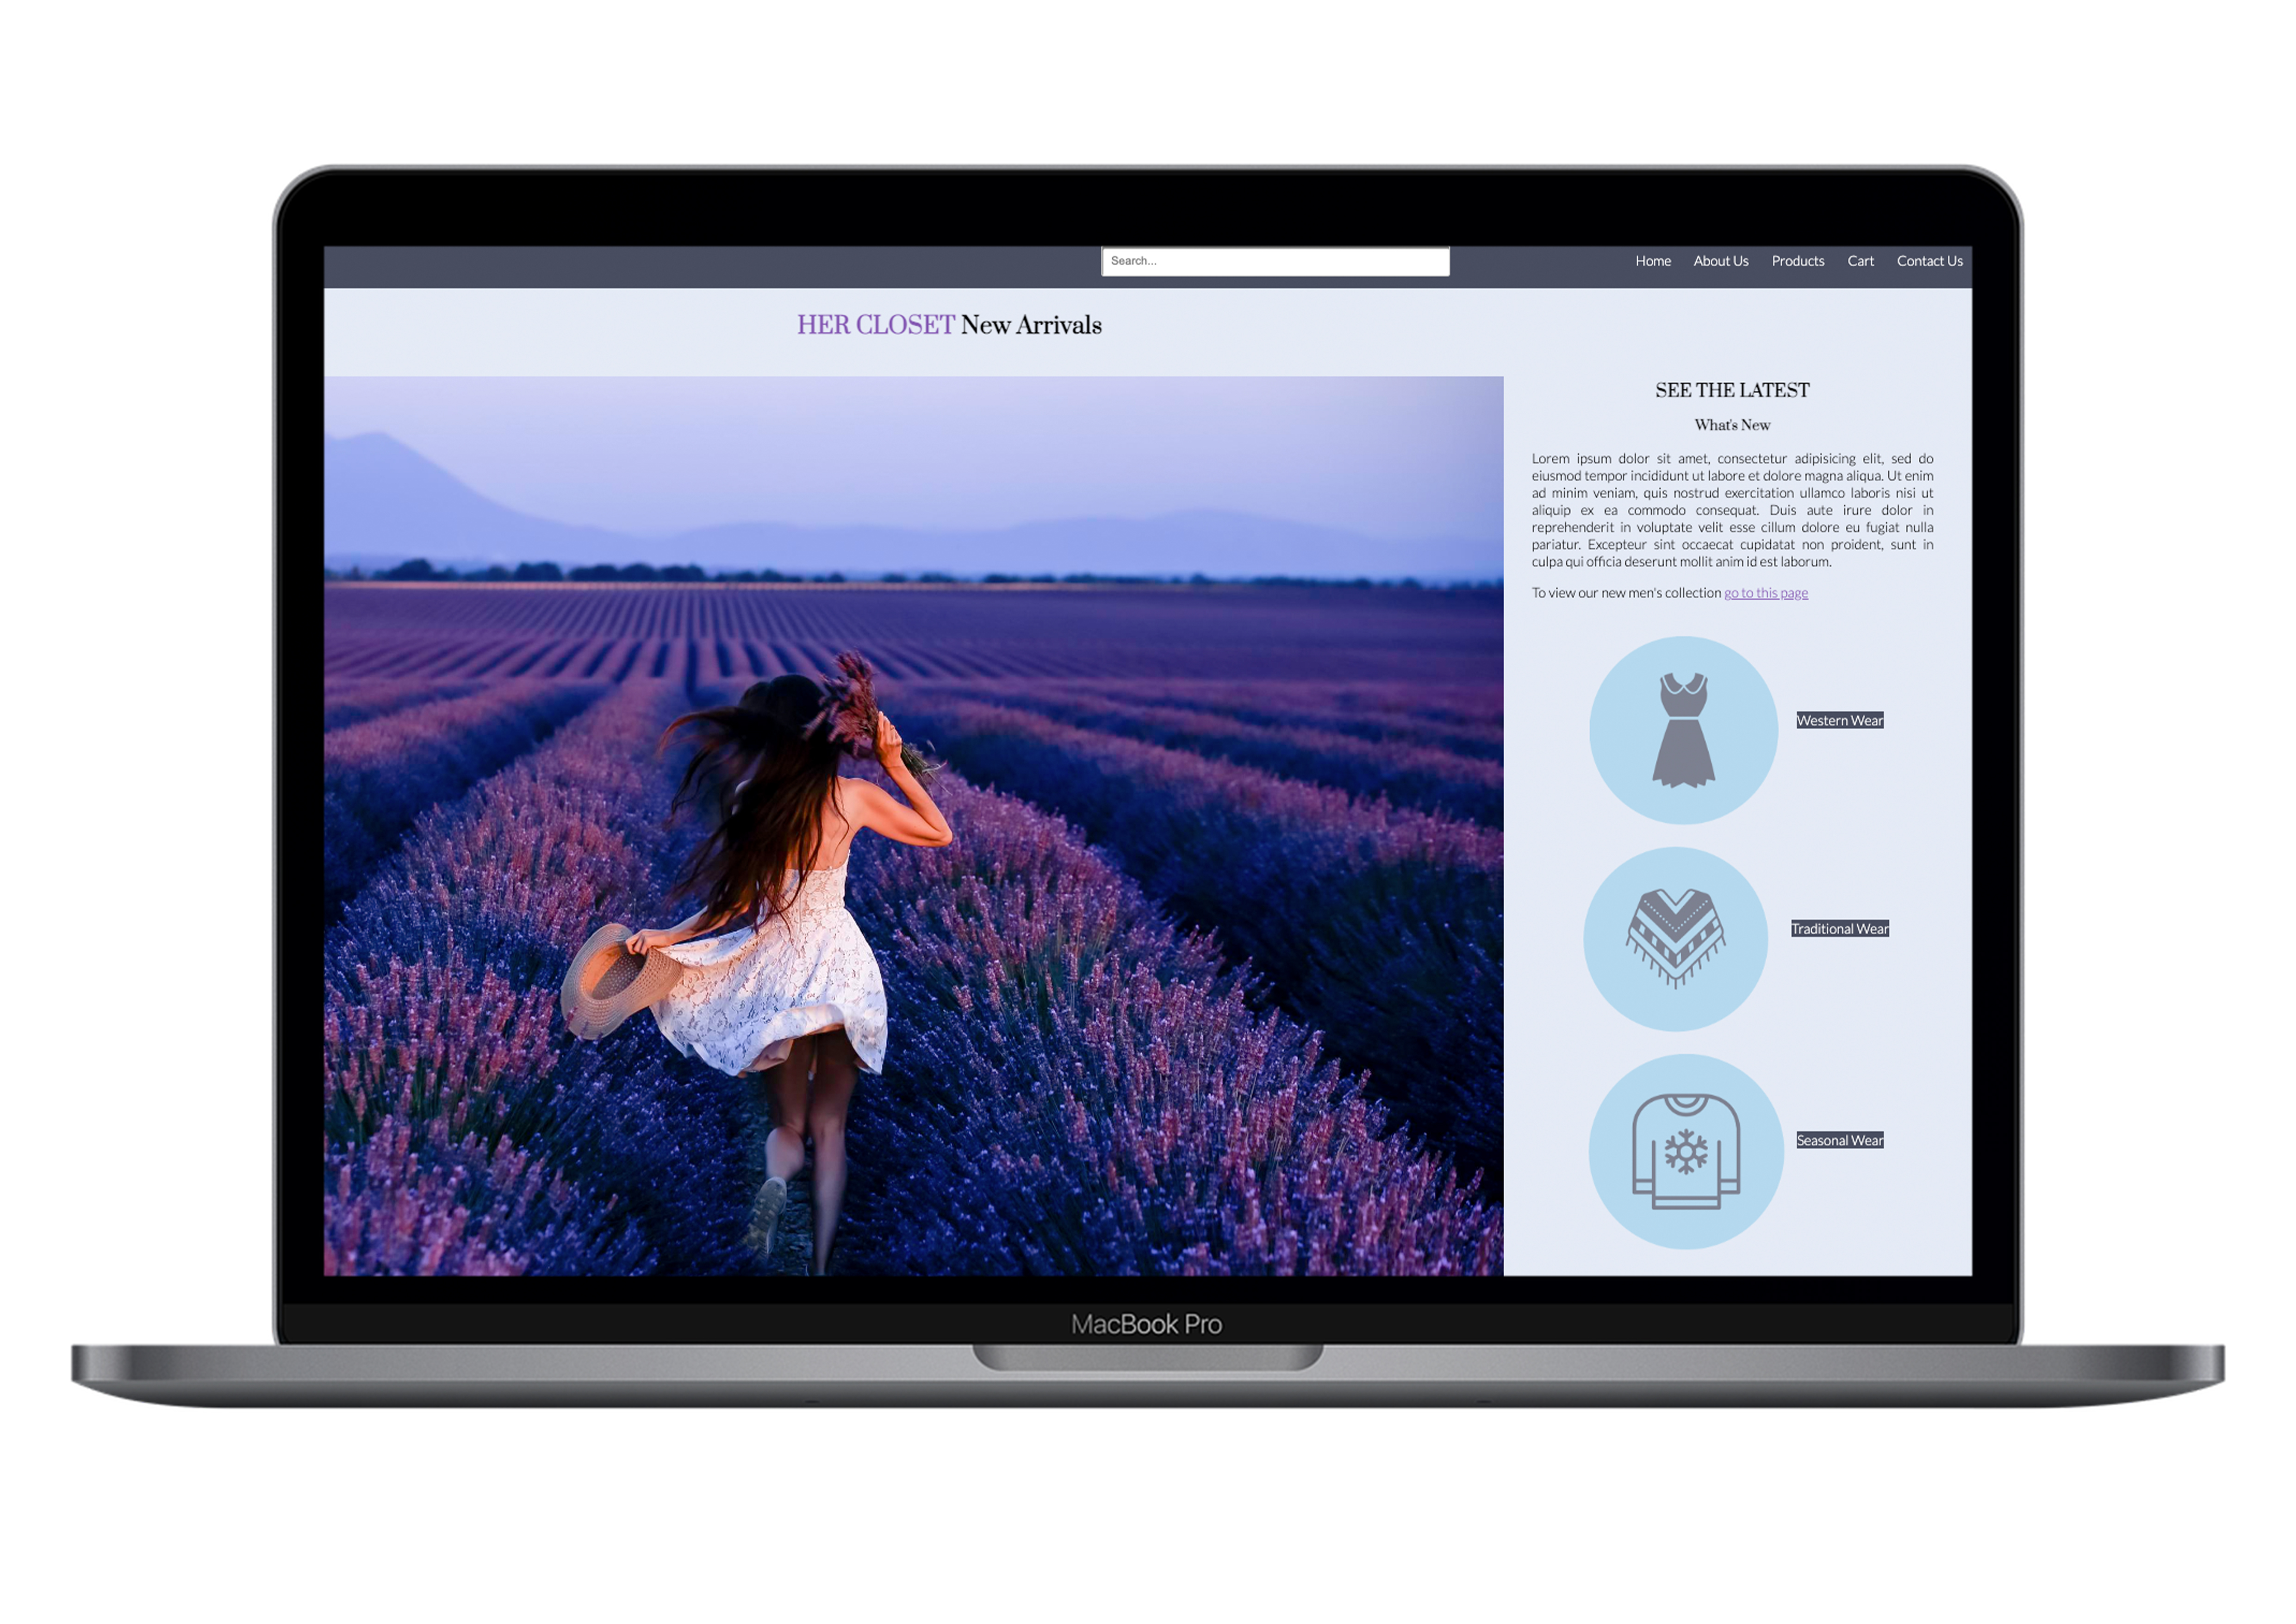 Search...
Home About Us Products Cart Contact Us
HER CLOSET New Arrivals
SEE THE LATEST
What's New
Lorem ipsum dolor sit amet, consectetur adipisicing elit, sed do
eiusmod tempor incididunt ut labore et dolore magna aliqua. Ut enim
ad minim veniam, quis nostrud exercitation ullamco laboris nisi ut
aliquip ex ea commodo consequat. Duis aute irure dolor in
reprehenderit in voluptate velit esse cillum dolore eu fugiat nulla
pariatur. Excepteur sint occaecat cupidatat non proident, sunt in
culpa qui officia deserunt mollit anim id est laborum.
To view our new men's collection go to this page
Western Wear
Traditional Wear
Seasonal Wear
MacBook Pro